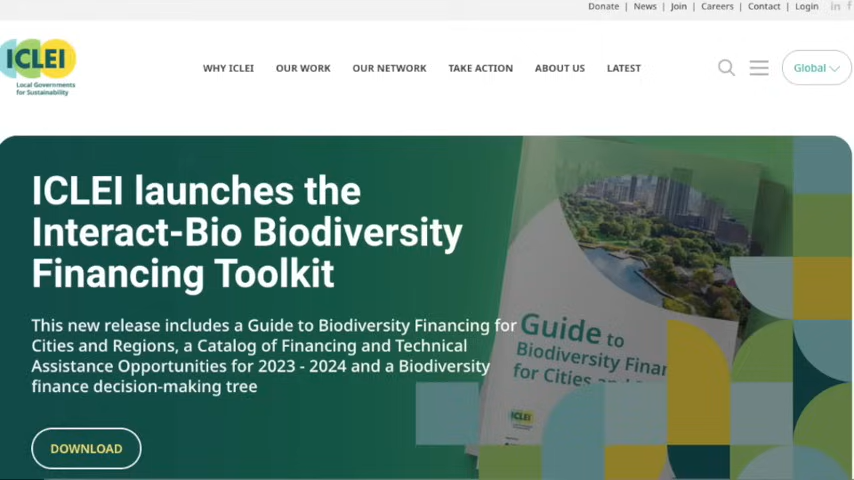 Donate | News | Join | Careers | Contact | Login in f
ICLEI
Local Governments
for Sustainability
WHY ICLEI OUR WORK OUR NETWORK TAKE ACTION ABOUT US LATEST
Global
ICLEI launches the
Interact-Bio Biodiversity
Financing Toolkit
This new release includes a Guide to Biodiversity Financing for
Cities and Regions, a Catalog of Financing and Technical
Assistance Opportunities for 2023 - 2024 and a Biodiversity
finance decision-making tree
DOWNLOAD
Guide to
Biodiversity Finan
for Cities and
ICLEI